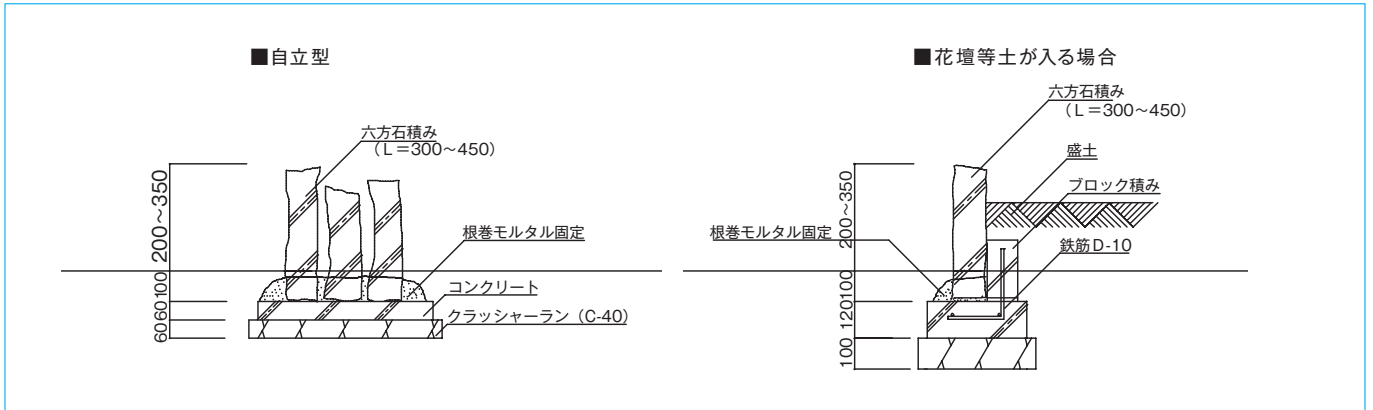 ■自立型
六方石積み
(L=300~450)
200~350
100
60
60
根巻モルタル固定
コンクリート
クラッシャーラン (C-40)
■花壇等土が入る場合
六方石積み
(L=300~450)
盛土
ブロック積み
鉄筋D-10
根巻モルタル固定
200~350
100
120
100